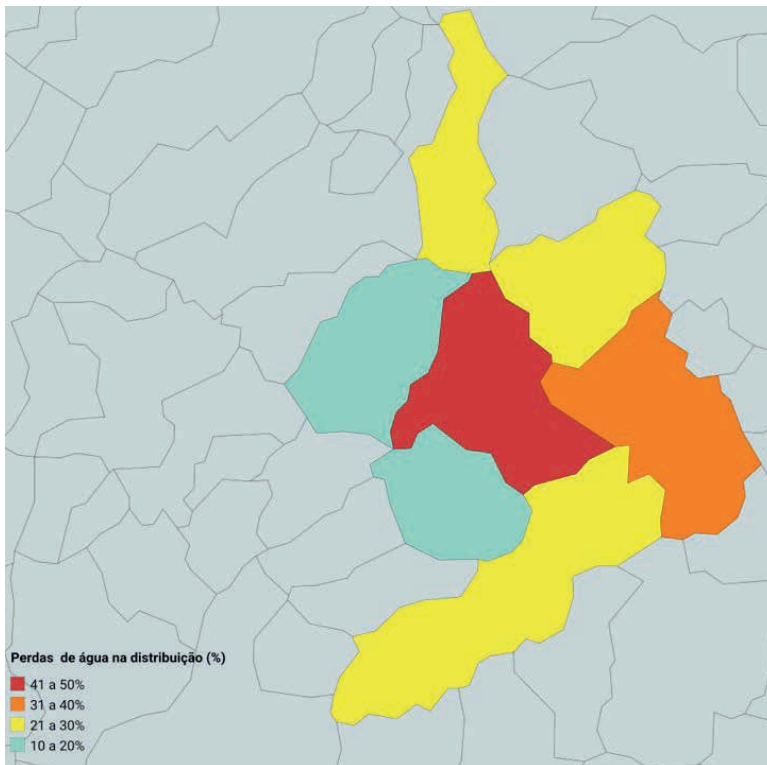 Perdas de água na distribuição (%)
41 a 50%
31 a 40%
21 a 30%
10 a 20%